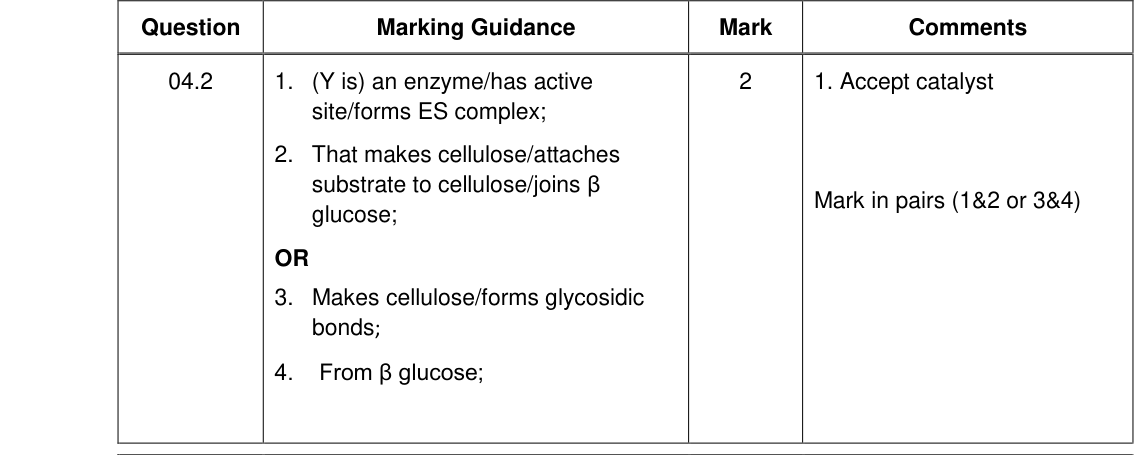 Question Marking Guidance Mark Comments
04.2 1. (Y is) an enzyme/has active 2 1. Accept catalyst
site/forms ES complex;
2. That makes cellulose/attaches
substrate to cellulose/joins β
glucose;
Mark in pairs (1&2 or 3&4)
OR
3. Makes cellulose/forms glycosidic
bonds;
4. From β glucose;